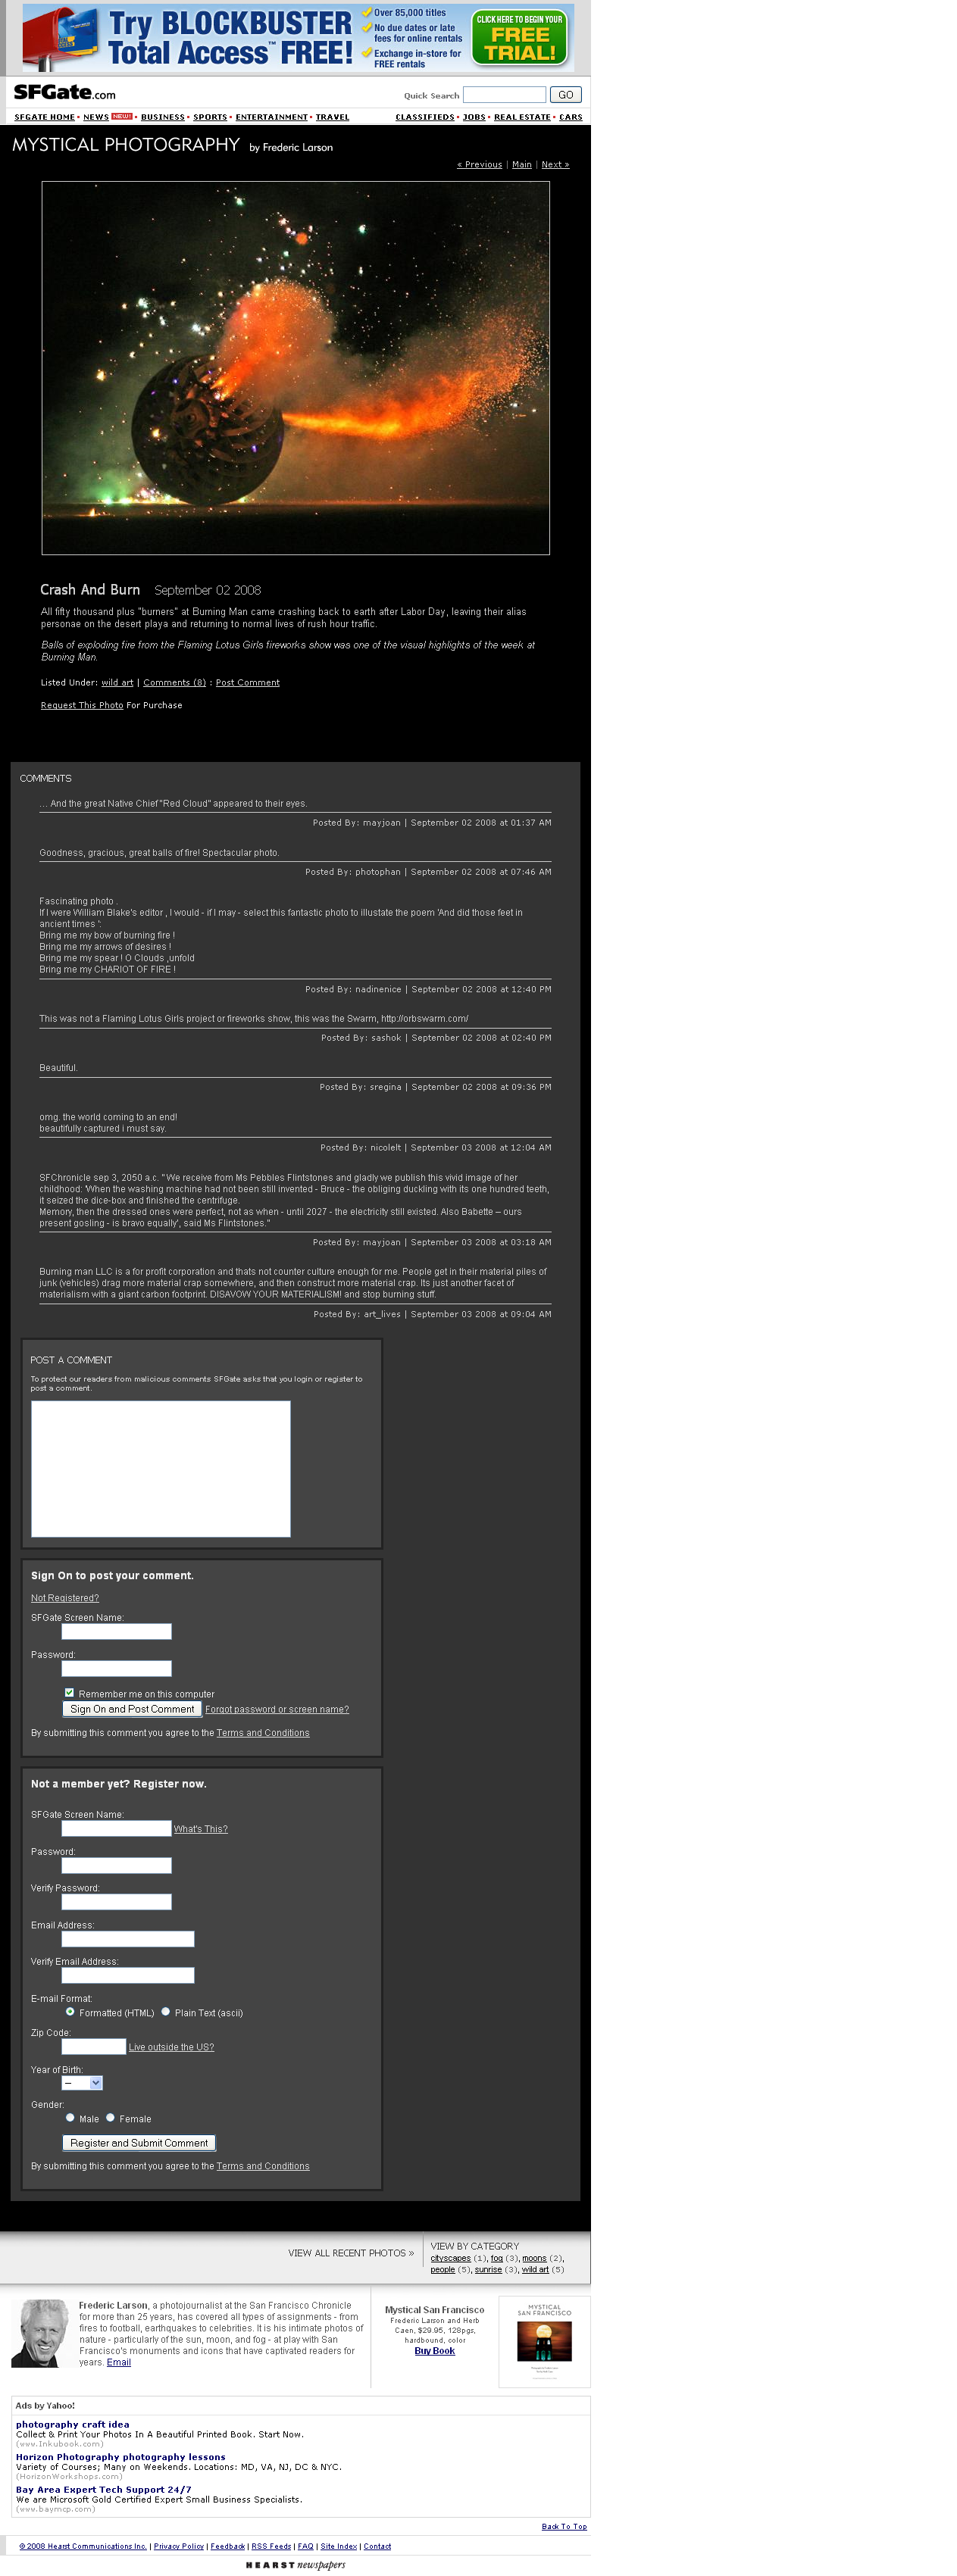 Try BLOCKBUSTER
Total Access™ FREE!
Over 85,000 titles
No due dates or late
fees for online rentals
Exchange in-store for
FREE rentals
CLICK HERE TO BEGIN YOUR
FREE
TRIAL!
SFGate.com
Quick Search
GO
SFGATE HOME • NEWS NEW! • BUSINESS • SPORTS • ENTERTAINMENT • TRAVEL
CLASSIFIEDS • JOBS • REAL ESTATE • CARS
MYSTICAL PHOTOGRAPHY by Frederic Larson
« Previous | Main | Next »
Crash And Burn September 02 2008
All fifty thousand plus "burners" at Burning Man came crashing back to earth after Labor Day, leaving their alias
personae on the desert playa and returning to normal lives of rush hour traffic.
Balls of exploding fire from the Flaming Lotus Girls fireworks show was one of the visual highlights of the week at
Burning Man.
Listed Under: wild art | Comments (8) : Post Comment
Request This Photo For Purchase
COMMENTS
... And the great Native Chief "Red Cloud" appeared to their eyes.
Posted By: mayjoan | September 02 2008 at 01:37 AM
Goodness, gracious, great balls of fire! Spectacular photo.
Posted By: photophan | September 02 2008 at 07:46 AM
Fascinating photo .
If I were William Blake's editor , I would - if I may - select this fantastic photo to illustate the poem 'And did those feet in
ancient times ':
Bring me my bow of burning fire !
Bring me my arrows of desires !
Bring me my spear ! O Clouds ,unfold
Bring me my CHARIOT OF FIRE !
Posted By: nadinenice | September 02 2008 at 12:40 PM
This was not a Flaming Lotus Girls project or fireworks show, this was the Swarm, http://orbswarm.com/
Posted By: sashok | September 02 2008 at 02:40 PM
Beautiful.
Posted By: sregina | September 02 2008 at 09:36 PM
omg. the world coming to an end!
beautifully captured i must say.
Posted By: nicolelt | September 03 2008 at 12:04 AM
SFChronicle sep 3, 2050 a.c. " We receive from Ms Pebbles Flintstones and gladly we publish this vivid image of her
childhood: 'When the washing machine had not been still invented - Bruce - the obliging duckling with its one hundred teeth,
it seized the dice-box and finished the centrifuge.
Memory, then the dressed ones were perfect, not as when - until 2027 - the electricity still existed. Also Babette – ours
present gosling - is bravo equally', said Ms Flintstones."
Posted By: mayjoan | September 03 2008 at 03:18 AM
Burning man LLC is a for profit corporation and thats not counter culture enough for me. People get in their material piles of
junk (vehicles) drag more material crap somewhere, and then construct more material crap. Its just another facet of
materialism with a giant carbon footprint. DISAVOW YOUR MATERIALISM! and stop burning stuff.
Posted By: art_lives | September 03 2008 at 09:04 AM
POST A COMMENT
To protect our readers from malicious comments SFGate asks that you login or register to
post a comment.
Sign On to post your comment.
Not Registered?
SFGate Screen Name:
Password:
Remember me on this computer
Sign On and Post Comment Forgot password or screen name?
By submitting this comment you agree to the Terms and Conditions
Not a member yet? Register now.
SFGate Screen Name:
What's This?
Password:
Verify Password:
Email Address:
Verify Email Address:
E-mail Format:
Formatted (HTML) Plain Text (ascii)
Zip Code:
Live outside the US?
Year of Birth:
--
Gender:
Male Female
Register and Submit Comment
By submitting this comment you agree to the Terms and Conditions
VIEW ALL RECENT PHOTOS »
VIEW BY CATEGORY
cityscapes (1), fog (3), moons (2),
people (5), sunrise (3), wild art (5)
Frederic Larson, a photojournalist at the San Francisco Chronicle
for more than 25 years, has covered all types of assignments - from
fires to football, earthquakes to celebrities. It is his intimate photos of
nature - particularly of the sun, moon, and fog - at play with San
Francisco's monuments and icons that have captivated readers for
years. Email
Mystical San Francisco
Frederic Larson and Herb
Caen, $29.95, 128pgs,
hardbound, color
Buy Book
MYSTICAL
SAN FRANCISCO
Ads by Yahoo!
photography craft idea
Collect & Print Your Photos In A Beautiful Printed Book. Start Now.
(www.Inkubook.com)
Horizon Photography photography lessons
Variety of Courses; Many on Weekends. Locations: MD, VA, NJ, DC & NYC.
(HorizonWorkshops.com)
Bay Area Expert Tech Support 24/7
We are Microsoft Gold Certified Expert Small Business Specialists.
(www.baymcp.com)
Back To Top
© 2008 Hearst Communications Inc. | Privacy Policy | Feedback | RSS Feeds | FAQ | Site Index | Contact
HEARST newspapers